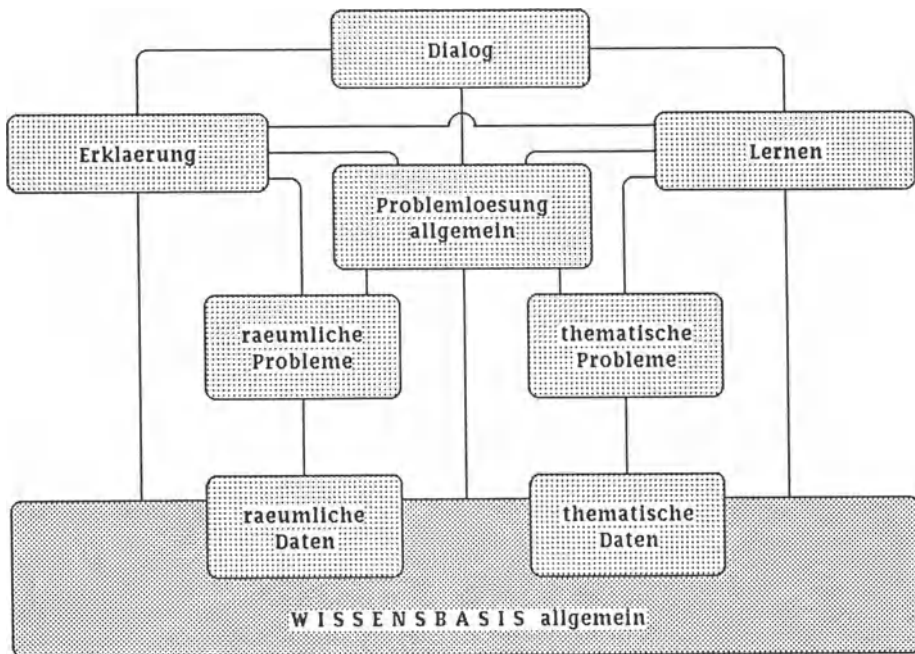 Dialog
Erklaerung
Lernen
Problemloesung
allgemein
raeumliche
Probleme
thematische
Probleme
raeumliche
Daten
thematische
Daten
WISSENSBASIS allgemein